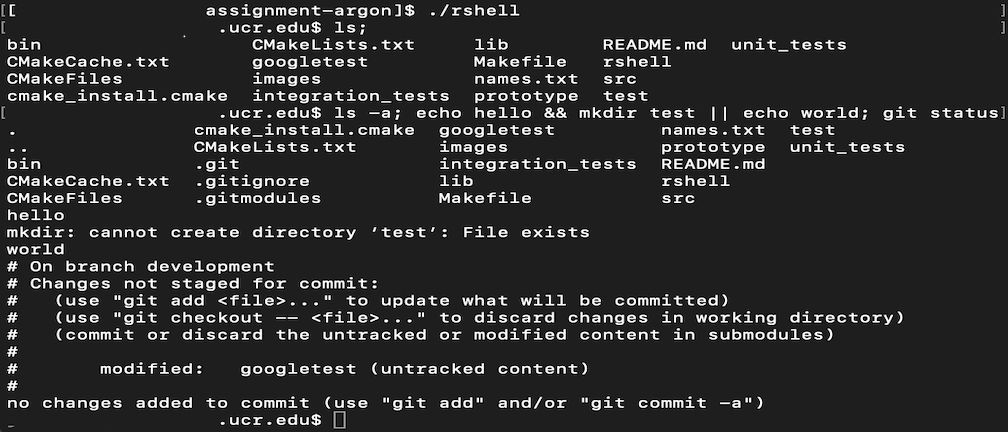 [[ assignment-argon]$ ./rshell ]
[ .ucr.edu$ ls; ]
bin CMakeLists.txt lib README.md unit_tests
CMakeCache.txt googletest Makefile rshell
CMakeFiles images names.txt src
cmake_install.cmake integration_tests prototype test
[ .ucr.edu$ ls -a; echo hello && mkdir test || echo world; git status]
. cmake_install.cmake googletest names.txt test
.. CMakeLists.txt images prototype unit_tests
bin .git integration_tests README.md
CMakeCache.txt .gitignore lib rshell
CMakeFiles .gitmodules Makefile src
hello
mkdir: cannot create directory ‘test’: File exists
world
# On branch development
# Changes not staged for commit:
#   (use "git add <file>..." to update what will be committed)
#   (use "git checkout -- <file>..." to discard changes in working directory)
#   (commit or discard the untracked or modified content in submodules)
#
#       modified:   googletest (untracked content)
#
no changes added to commit (use "git add" and/or "git commit -a")
.ucr.edu$